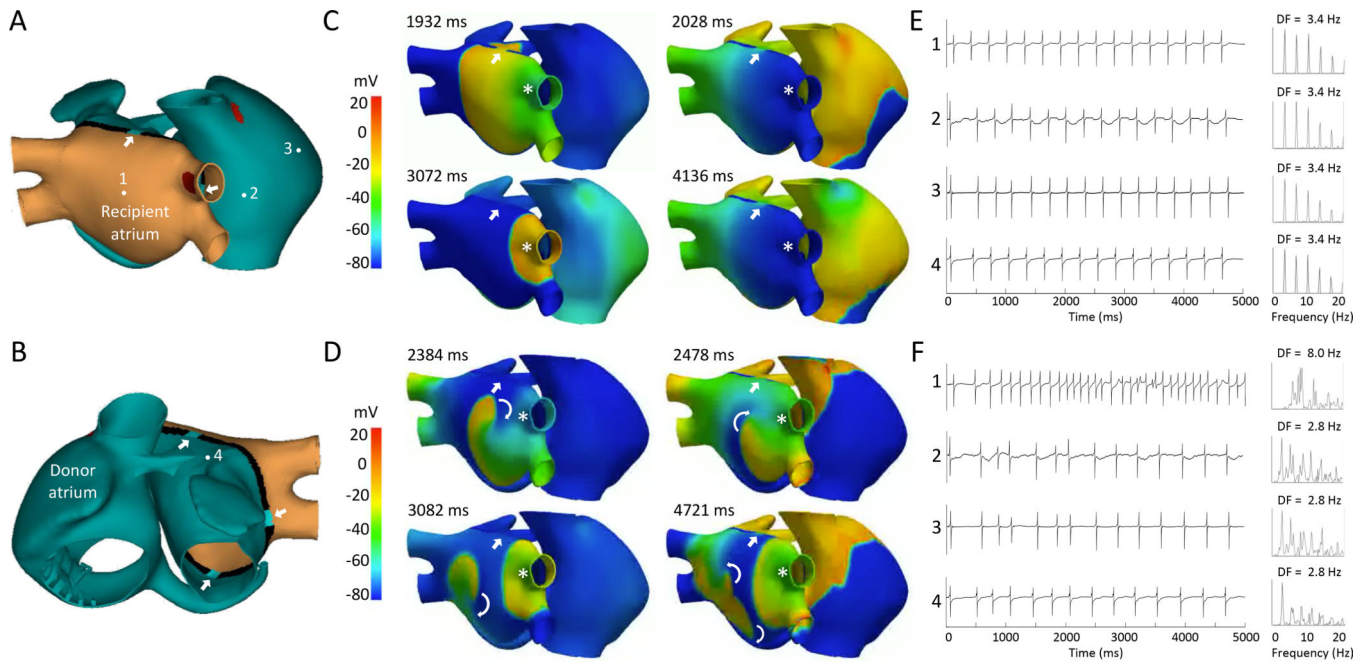 A
mV
20
0
-20
-40
-60
-80
1
2
3
Recipient
atrium
B
Donor
atrium
4
mV
20
0
-20
-40
-60
-80
C
1932 ms
2028 ms
*
*
3072 ms
4136 ms
*
*
D
2384 ms
2478 ms
*
*
3082 ms
4721 ms
*
*
E
1
DF = 3.4 Hz
2
DF = 3.4 Hz
3
DF = 3.4 Hz
4
DF = 3.4 Hz
0 1000 2000 3000 4000 5000
0 10 20
Time (ms)
Frequency (Hz)
F
1
DF = 8.0 Hz
2
DF = 2.8 Hz
3
DF = 2.8 Hz
4
DF = 2.8 Hz
0 1000 2000 3000 4000 5000
0 10 20
Time (ms)
Frequency (Hz)